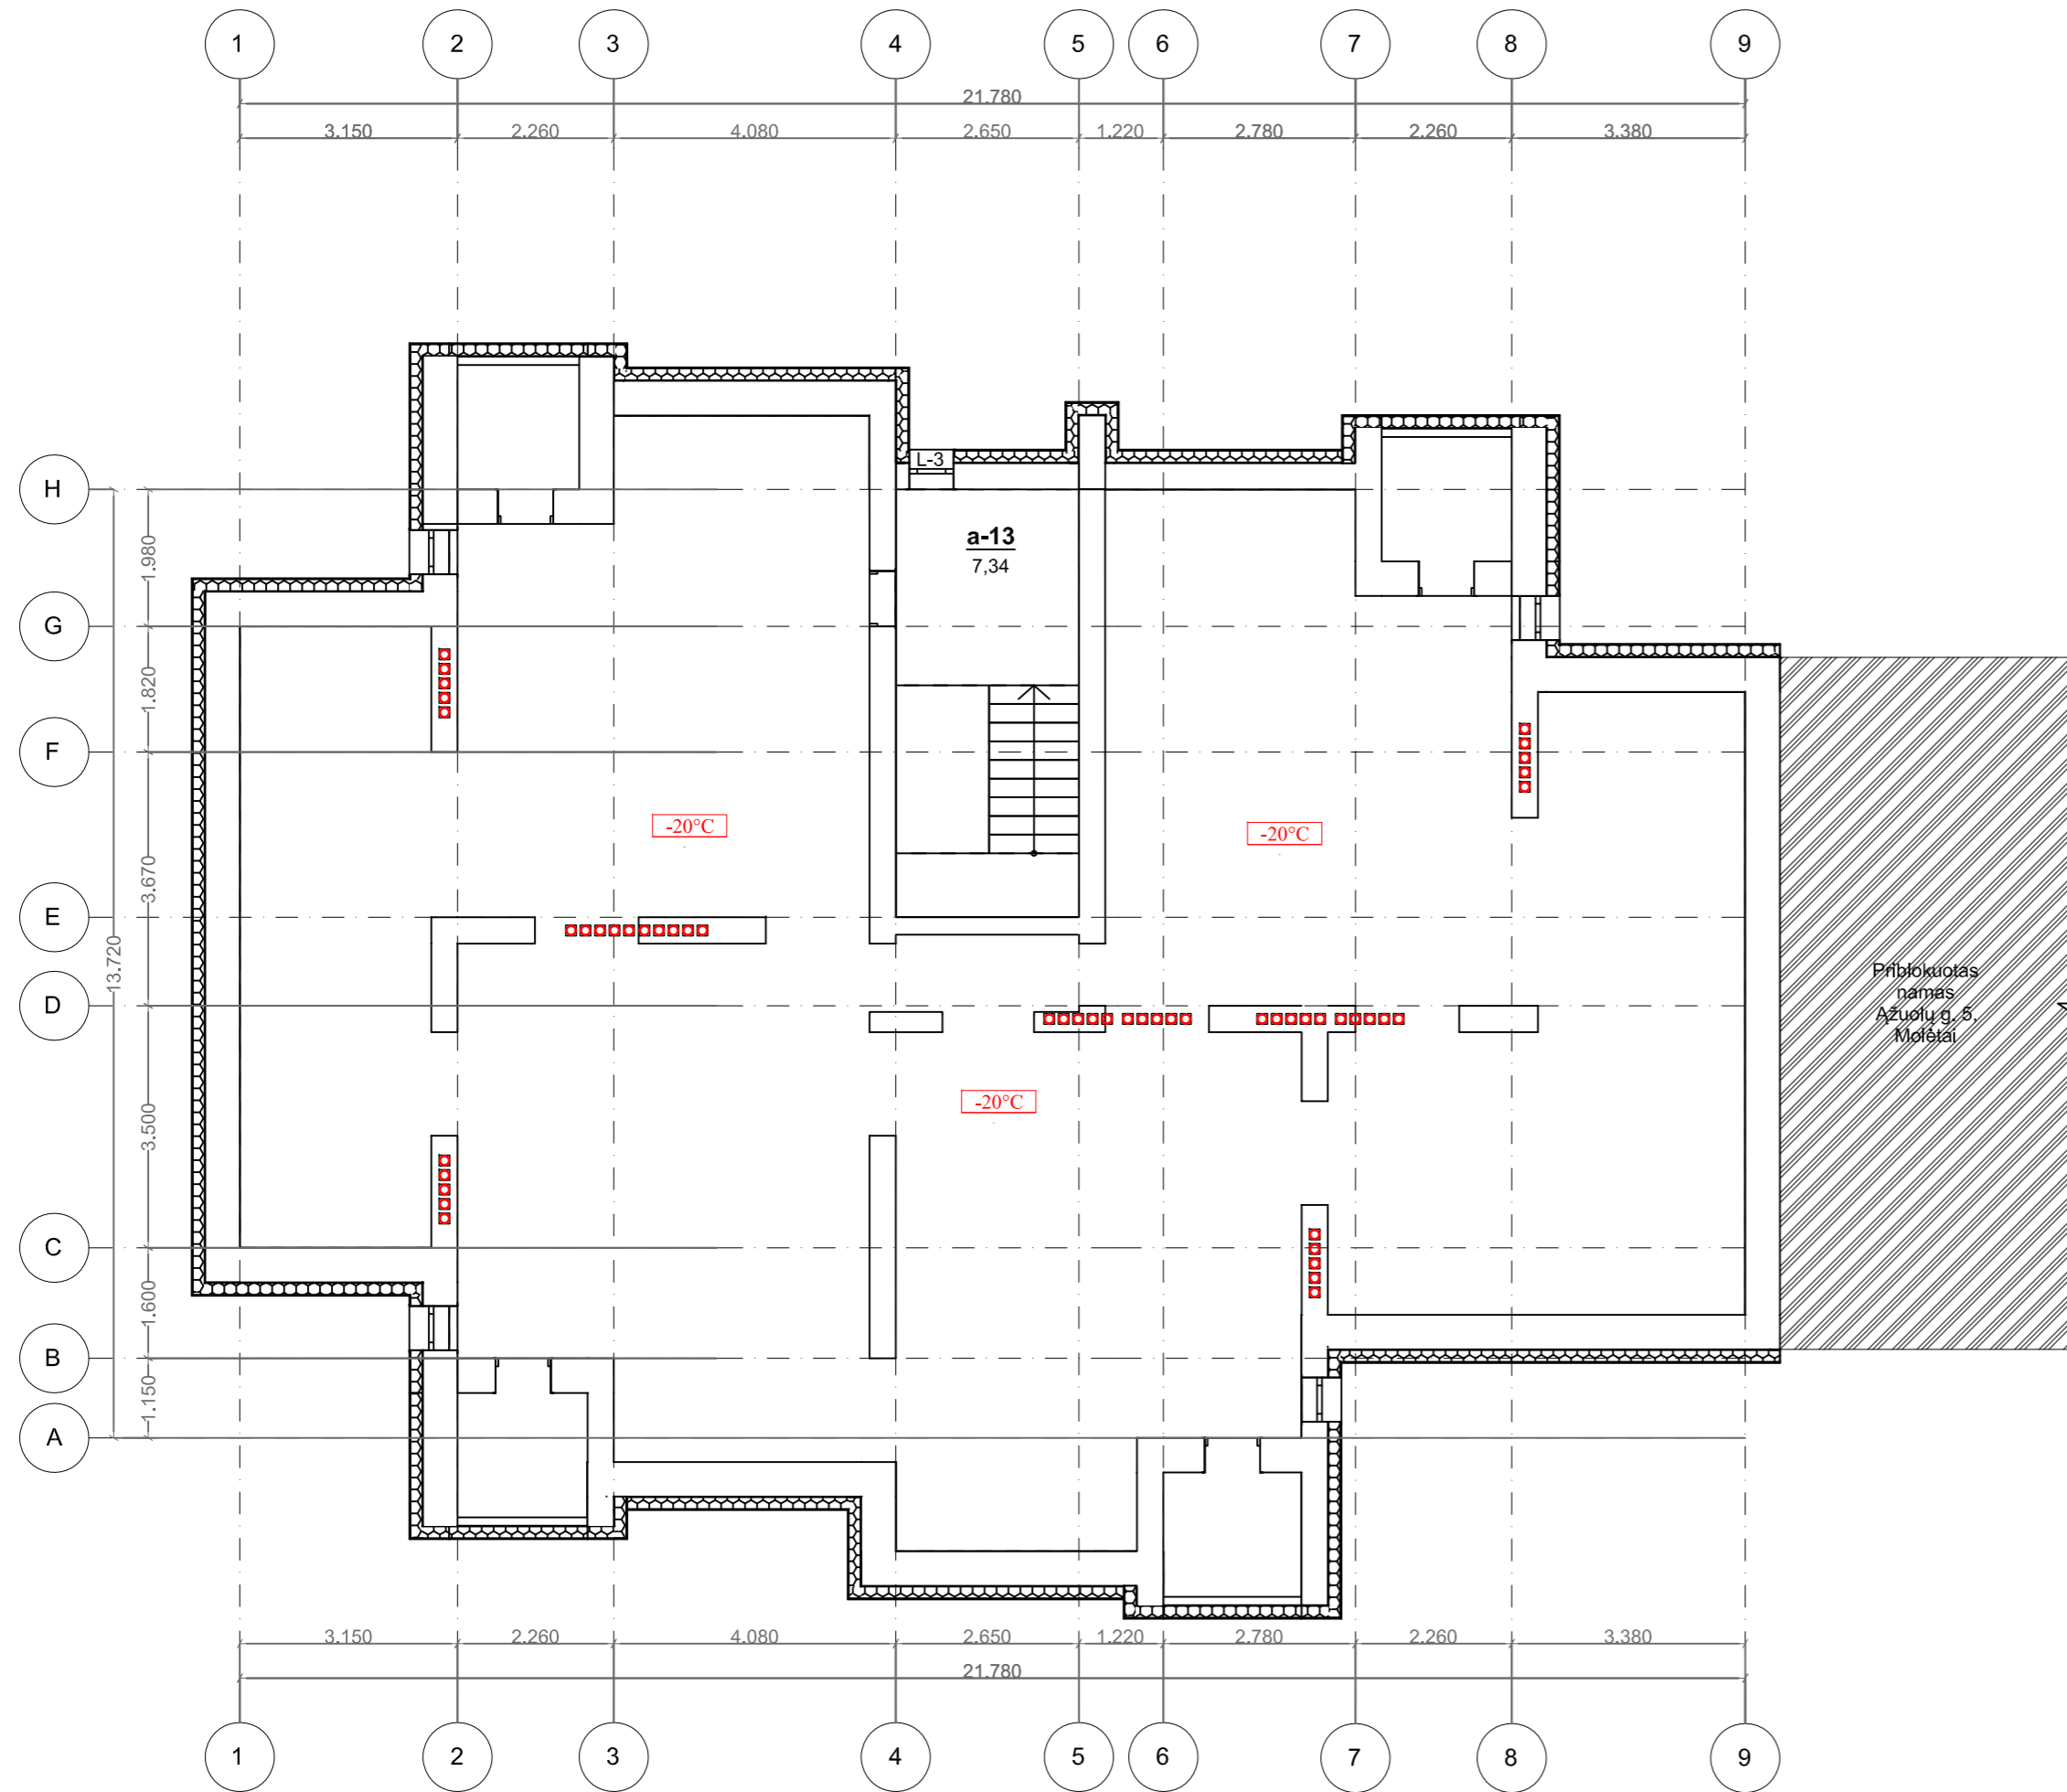 1 2 3 4 5 6 7 8 9
21.780
3.150 2.260 4.080 2.650 1.220 2.780 2.260 3.380
L-3
H
a-13
7,34
1.980
G
1.820
F
-20°C -20°C
3.670
E
13.720
Priblokuotas
namas
Ąžuolų g. 5,
Molėtai
D
-20°C
3.500
C
1.600
B
1.150
A
3.150 2.260 4.080 2.650 1.220 2.780 2.260 3.380
21.780
1 2 3 4 5 6 7 8 9